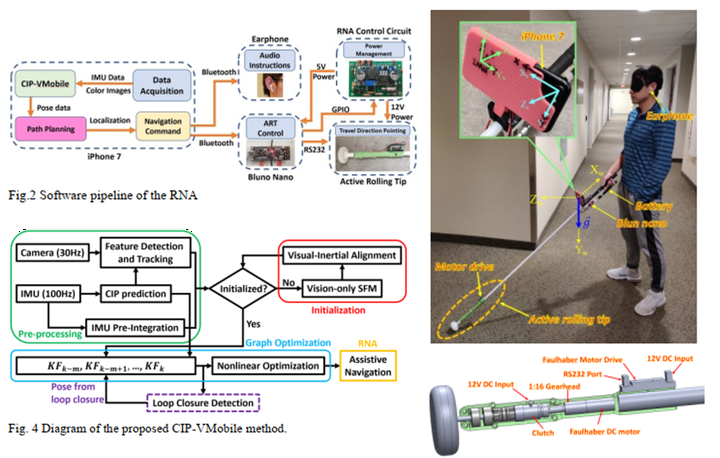 Earphone
RNA Control Circuit
Audio
Instructions
Power
Management
CIP-VMobile
IMU Data
Color Images
Data
Acquisition
Bluetooth
5V
Power
Pose data
GPIO
12V
Power
Path Planning
Localization
Navigation
Command
Bluetooth
ART
Control
RS232
Travel Direction Pointing
iPhone 7
Bluno Nano
Active Rolling Tip
Fig.2 Software pipeline of the RNA
Camera (30Hz)
Feature Detection
and Tracking
Visual-Inertial Alignment
Initialized?
No
Vision-only SFM
IMU (100Hz)
CIP prediction
Initialization
IMU Pre-Integration
Pre-processing
Yes
Graph Optimization
RNA
KFₖ₋ₘ, KFₖ₋ₘ₊₁, …, KFₖ
Nonlinear Optimization
Assistive
Navigation
Pose from
loop closure
Loop Closure Detection
Fig. 4 Diagram of the proposed CIP-VMobile method.
iPhone 7
Earphone
Xw
Z
Battery
Blun nano
g
Yw
Motor drive
Active rolling tip
Faulhaber Motor Drive
12V DC Input
RS232 Port
12V DC Input
1:16 Gearhead
Clutch
Faulhaber DC motor